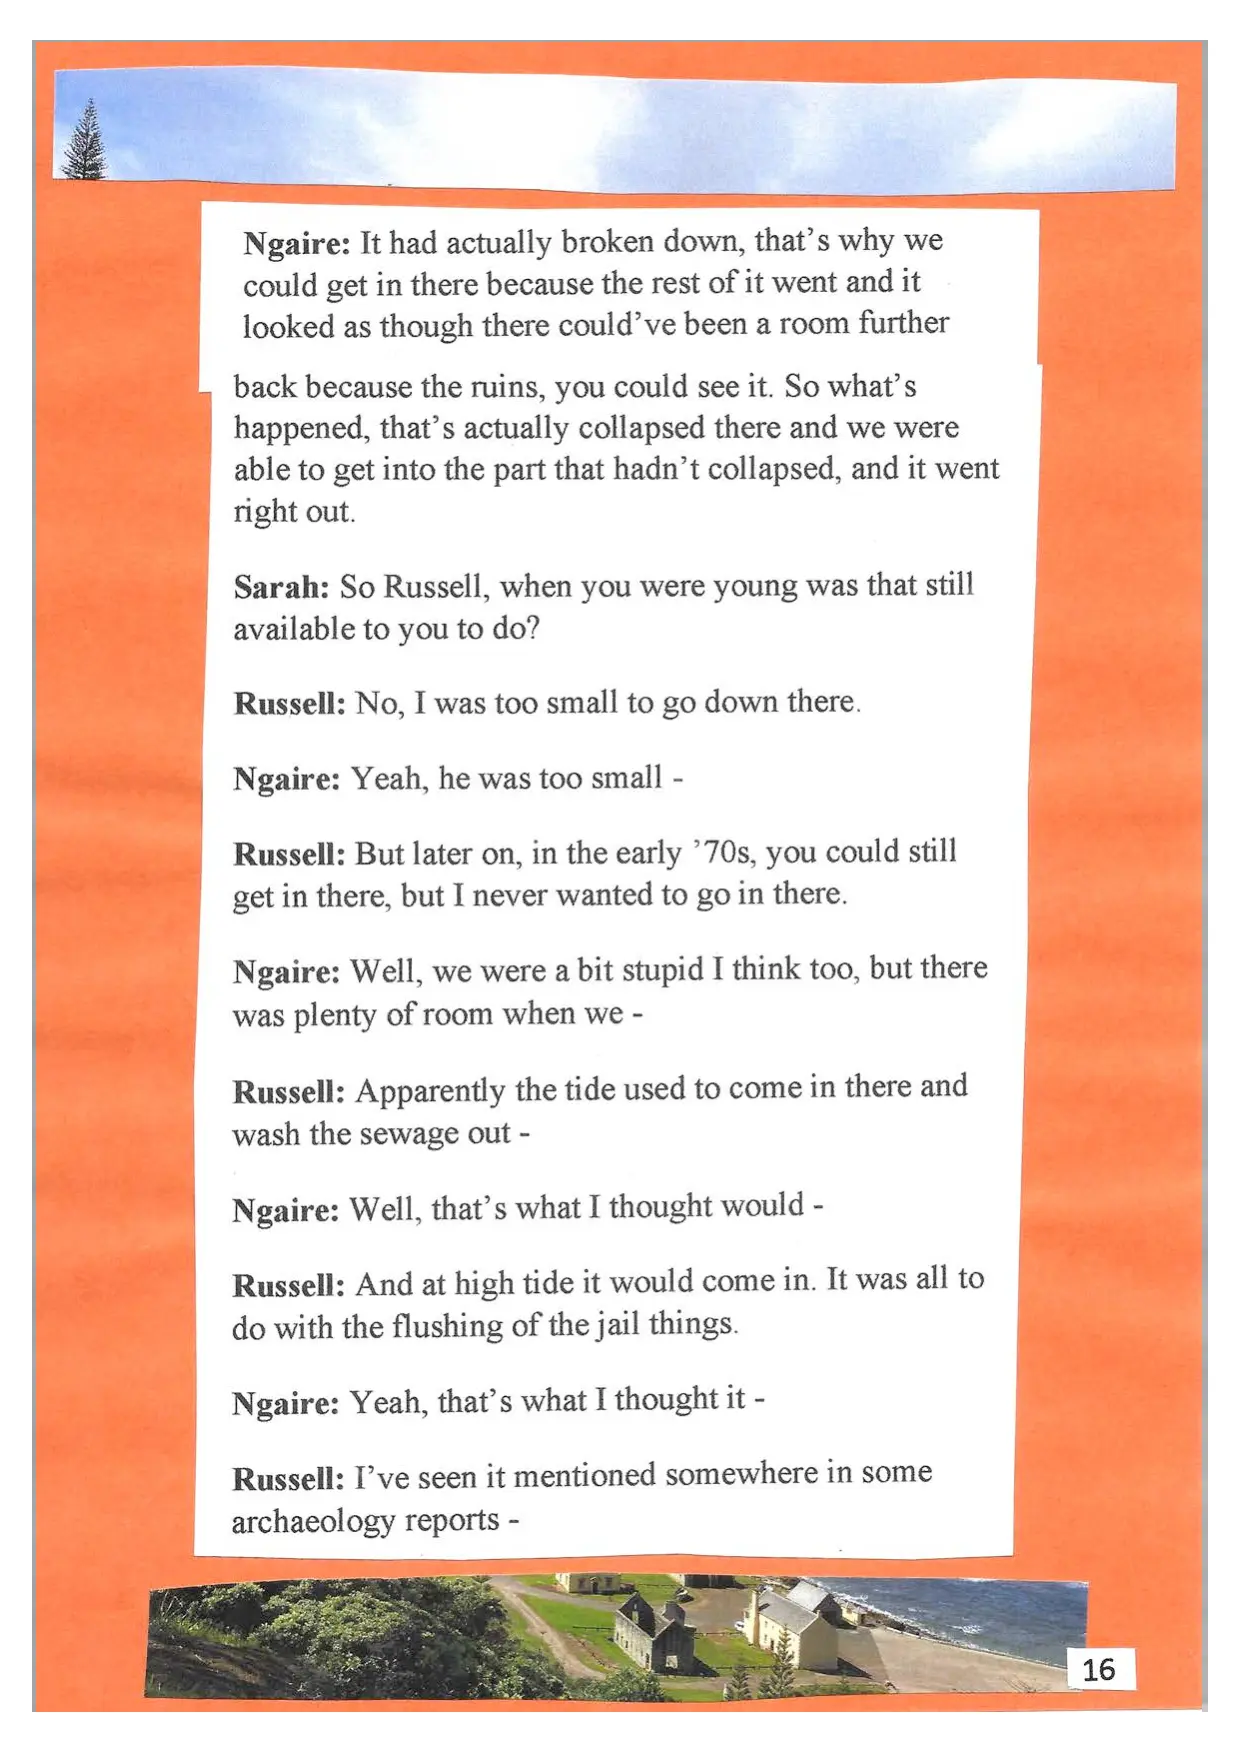 Ngaire: It had actually broken down, that's why we
could get in there because the rest of it went and it
looked as though there could've been a room further
back because the ruins, you could see it. So what's
happened, that's actually collapsed there and we were
able to get into the part that hadn't collapsed, and it went
right out.
Sarah: So Russell, when you were young was that still
available to you to do?
Russell: No, I was too small to go down there.
Ngaire: Yeah, he was too small -
Russell: But later on, in the early ’70s, you could still
get in there, but I never wanted to go in there.
Ngaire: Well, we were a bit stupid I think too, but there
was plenty of room when we -
Russell: Apparently the tide used to come in there and
wash the sewage out -
Ngaire: Well, that's what I thought would -
Russell: And at high tide it would come in. It was all to
do with the flushing of the jail things.
Ngaire: Yeah, that's what I thought it -
Russell: I've seen it mentioned somewhere in some
archaeology reports -
16